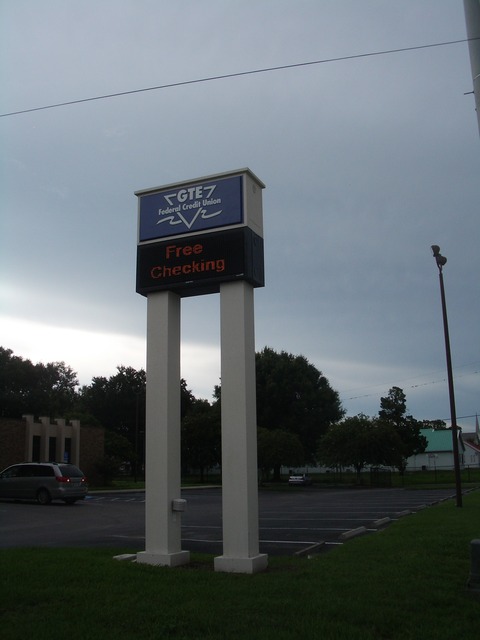 GTE
Federal Credit Union
Free
Checking